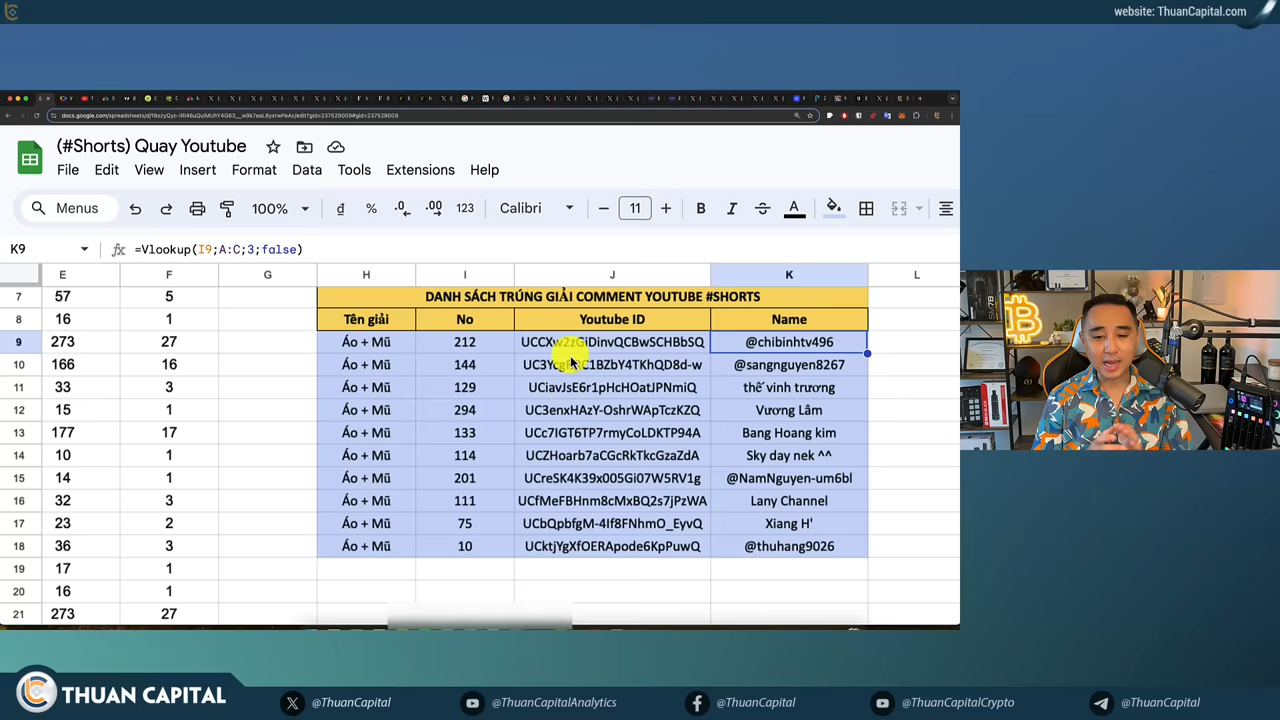 website: ThuanCapital.com
(#Shorts) Quay Youtube
File Edit View Insert Format Data Tools Extensions Help
Menus 100% đ % .0 .00 123 Calibri 11 B I S A
K9 fx =Vlookup(I9;A:C;3;false)
E F G H I J K L
7 57 5 DANH SÁCH TRÚNG GIẢI COMMENT YOUTUBE #SHORTS
8 16 1 Tên giải No Youtube ID Name
9 273 27 Áo + Mũ 212 UCCXw2zGiDinvQCBwSCHBbSQ @chibinhtv496
10 166 16 Áo + Mũ 144 @sangnguyen8267
11 33 3 Áo + Mũ 129 UCiavJsE6r1pHcHOatJPNmiQ thế vinh trương
12 15 1 Áo + Mũ 294 UC3enxHAzY-OshrWApTczKZQ Vương Lâm
13 177 17 Áo + Mũ 133 UCc7IGT6TP7rmyCoLDKTP94A Bang Hoang kim
14 10 1 Áo + Mũ 114 UCZHoarb7aCGcRkTkcGzaZdA Sky day nek ^^
15 14 1 Áo + Mũ 201 UCreSK4K39x005Gi07W5RV1g @NamNguyen-um6bl
16 32 3 Áo + Mũ 111 UCfMeFBHnm8cMxBQ2s7jPzWA Lany Channel
17 23 2 Áo + Mũ 75 UCbQpbfgM-4If8FNhmO_EyvQ Xiang H'
18 36 3 Áo + Mũ 10 UCktjYgXfOERApode6KpPuwQ @thuhang9026
19 17 1
20 16 1
21 273 27
THUAN CAPITAL @ThuanCapital @ThuanCapitalAnalytics @ThuanCapital @ThuanCapitalCrypto @ThuanCapital